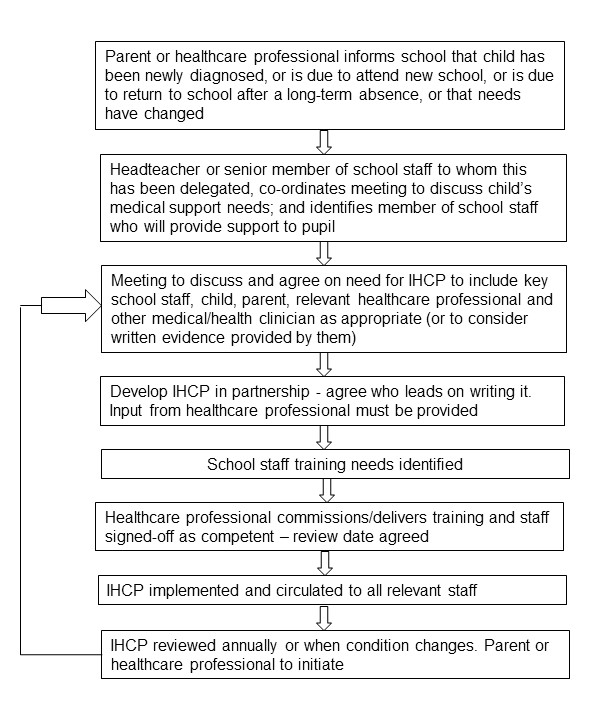 Parent or healthcare professional informs school that child has
been newly diagnosed, or is due to attend new school, or is due
to return to school after a long-term absence, or that needs
have changed
Headteacher or senior member of school staff to whom this
has been delegated, co-ordinates meeting to discuss child's
medical support needs; and identifies member of school staff
who will provide support to pupil
Meeting to discuss and agree on need for IHCP to include key
school staff, child, parent, relevant healthcare professional and
other medical/health clinician as appropriate (or to consider
written evidence provided by them)
Develop IHCP in partnership - agree who leads on writing it.
Input from healthcare professional must be provided
School staff training needs identified
Healthcare professional commissions/delivers training and staff
signed-off as competent – review date agreed
IHCP implemented and circulated to all relevant staff
IHCP reviewed annually or when condition changes. Parent or
healthcare professional to initiate